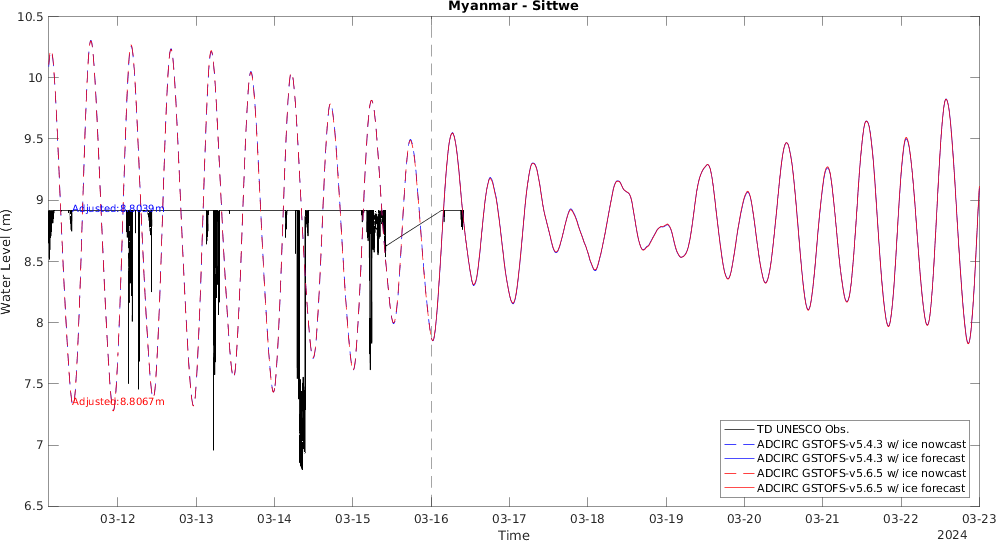 Myanmar - Sittwe
10.5
10
9.5
9
8.5
8
7.5
7
6.5
Water Level (m)
Adjusted:8.8039m
Adjusted:8.8067m
TD UNESCO Obs.
ADCIRC GSTOFS-v5.4.3 w/ ice nowcast
ADCIRC GSTOFS-v5.4.3 w/ ice forecast
ADCIRC GSTOFS-v5.6.5 w/ ice nowcast
ADCIRC GSTOFS-v5.6.5 w/ ice forecast
03-12 03-13 03-14 03-15 03-16 03-17 03-18 03-19 03-20 03-21 03-22 03-23
Time
2024